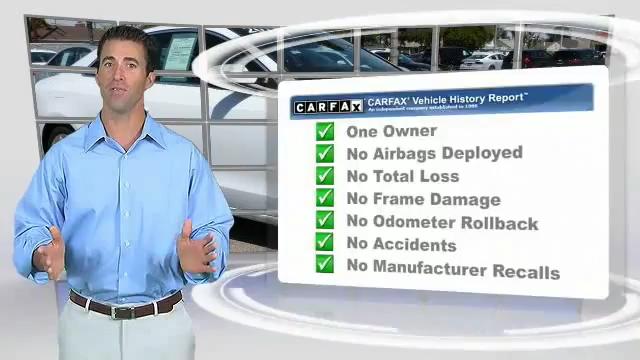 CARFAX CARFAX Vehicle History Report™
An independent company established in 1986
One Owner
No Airbags Deployed
No Total Loss
No Frame Damage
No Odometer Rollback
No Accidents
No Manufacturer Recalls